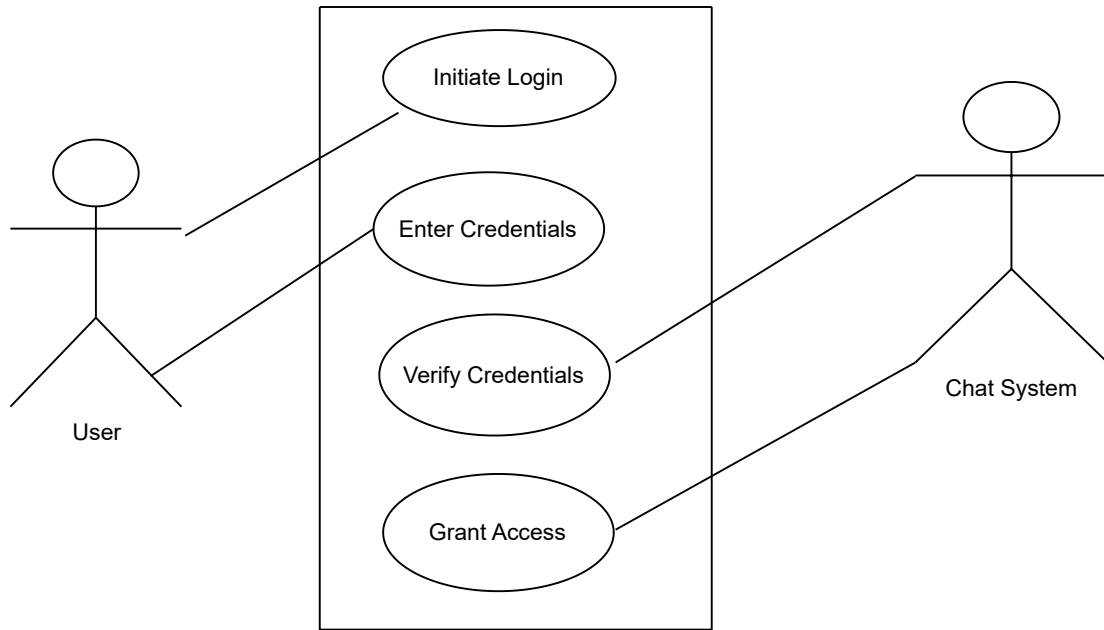 Initiate Login
Enter Credentials
Verify Credentials
Chat System
User
Grant Access